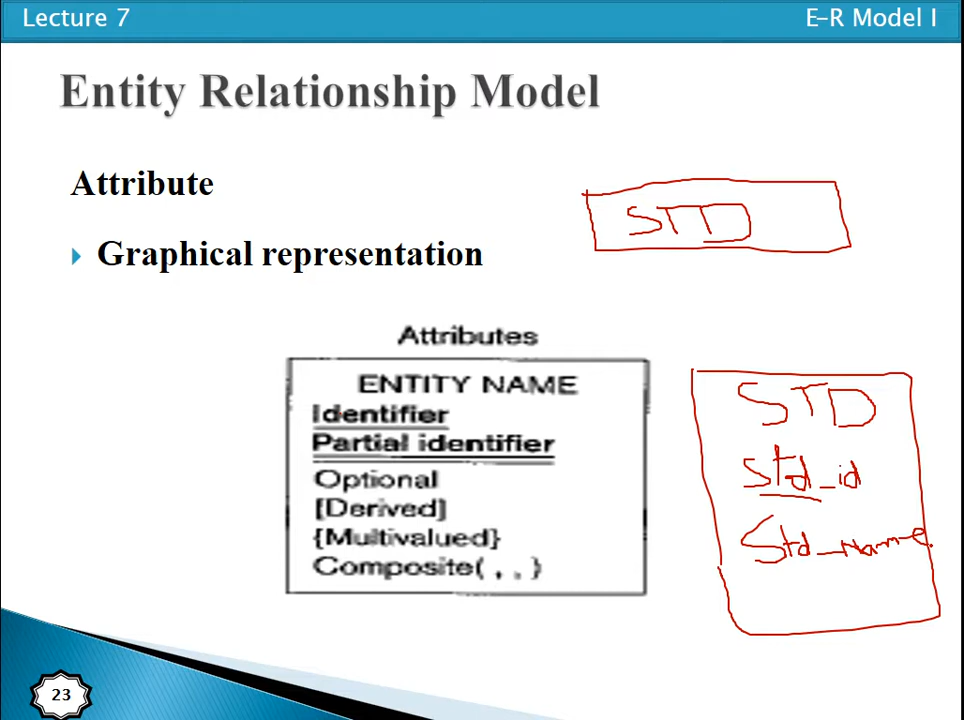 Lecture 7
E-R Model I
Entity Relationship Model
Attribute
STD
Graphical representation
Attributes
ENTITY NAME
Identifier
Partial identifier
Optional
[Derived]
{Multivalued}
Composite( , , )
STD
Std_id
Std_Name
23